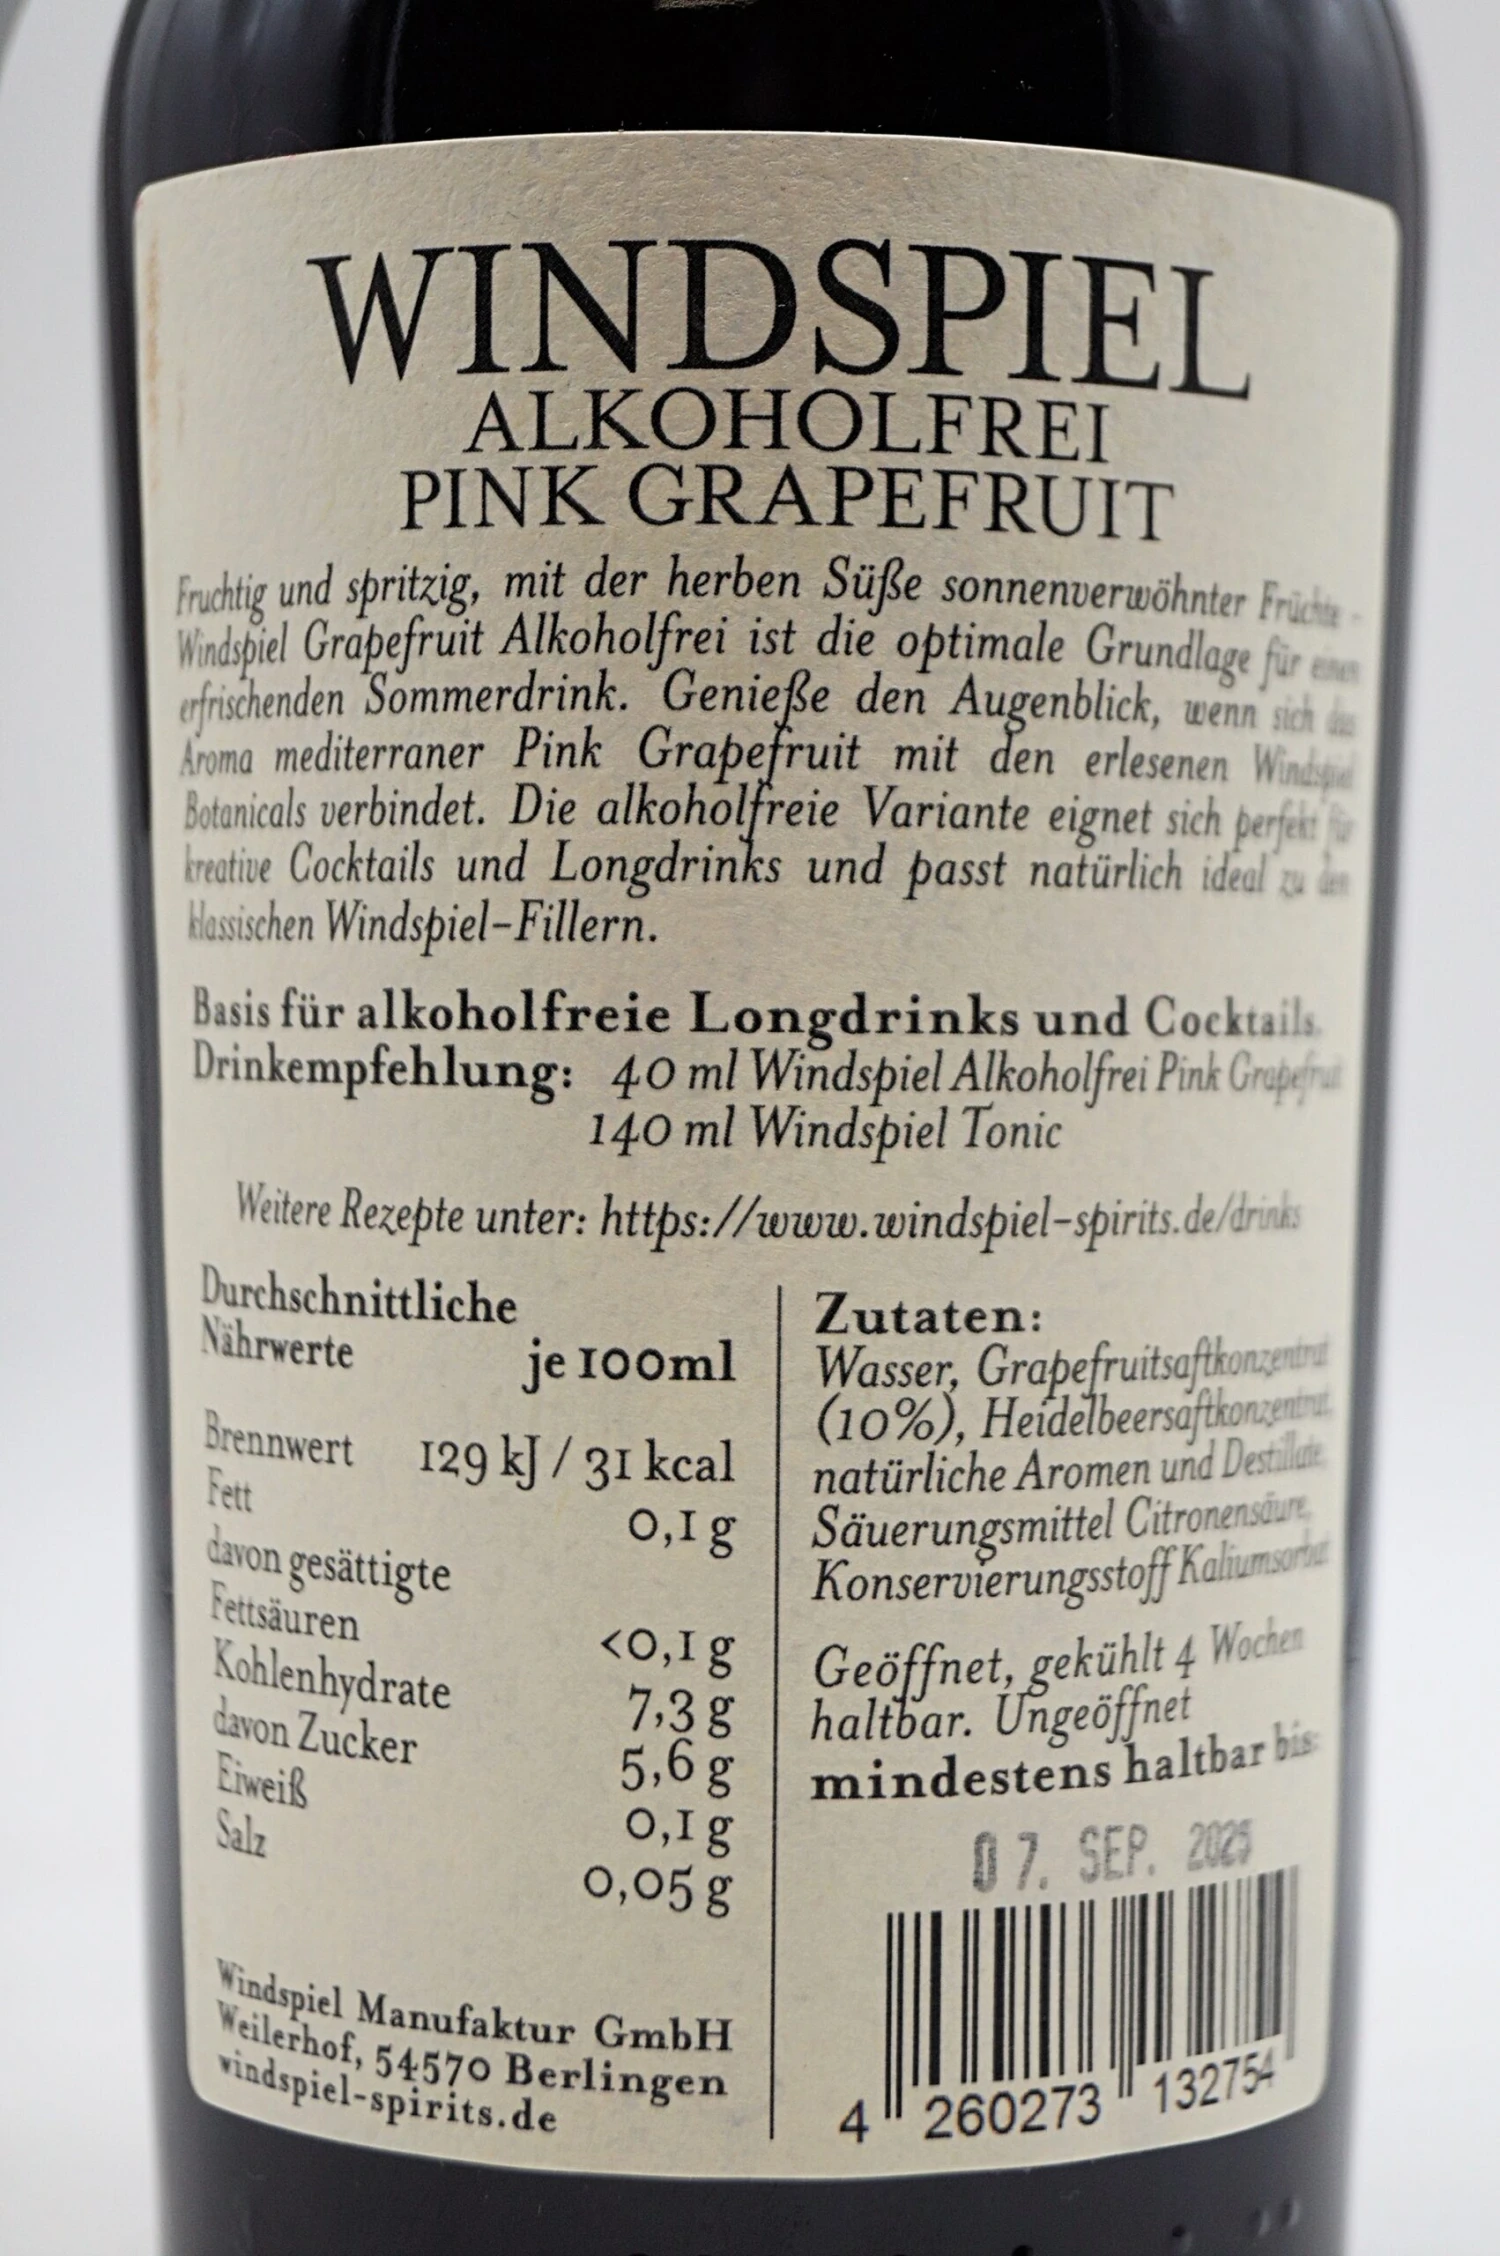 WINDSPIEL
ALKOHOLFREI
PINK GRAPEFRUIT
Fruchtig und spritzig, mit der herben Süße sonnenverwöhnter Früchte -
Windspiel Grapefruit Alkoholfrei ist die optimale Grundlage für einen
erfrischenden Sommerdrink. Genieße den Augenblick, wenn sich das
Aroma mediterraner Pink Grapefruit mit den erlesenen Windspiel
Botanicals verbindet. Die alkoholfreie Variante eignet sich perfekt für
kreative Cocktails und Longdrinks und passt natürlich ideal zu den
klassischen Windspiel-Fillern.
Basis für alkoholfreie Longdrinks und Cocktails.
Drinkempfehlung: 40 ml Windspiel Alkoholfrei Pink Grapefruit
140 ml Windspiel Tonic
Weitere Rezepte unter: https://www.windspiel-spirits.de/drinks
Durchschnittliche
Nährwerte je 100ml
Brennwert 129 kJ / 31 kcal
Fett 0,1 g
davon gesättigte
Fettsäuren <0,1 g
Kohlenhydrate 7,3 g
davon Zucker 5,6 g
Eiweiß 0,1 g
Salz 0,05 g
Windspiel Manufaktur GmbH
Weilerhof, 54570 Berlingen
windspiel-spirits.de
Zutaten:
Wasser, Grapefruitsaftkonzentrat
(10%), Heidelbeersaftkonzentrat,
natürliche Aromen und Destillate,
Säuerungsmittel Citronensäure,
Konservierungsstoff Kaliumsorbat
Geöffnet, gekühlt 4 Wochen
haltbar. Ungeöffnet
mindestens haltbar bis:
07. SEP.
4 260273 132754